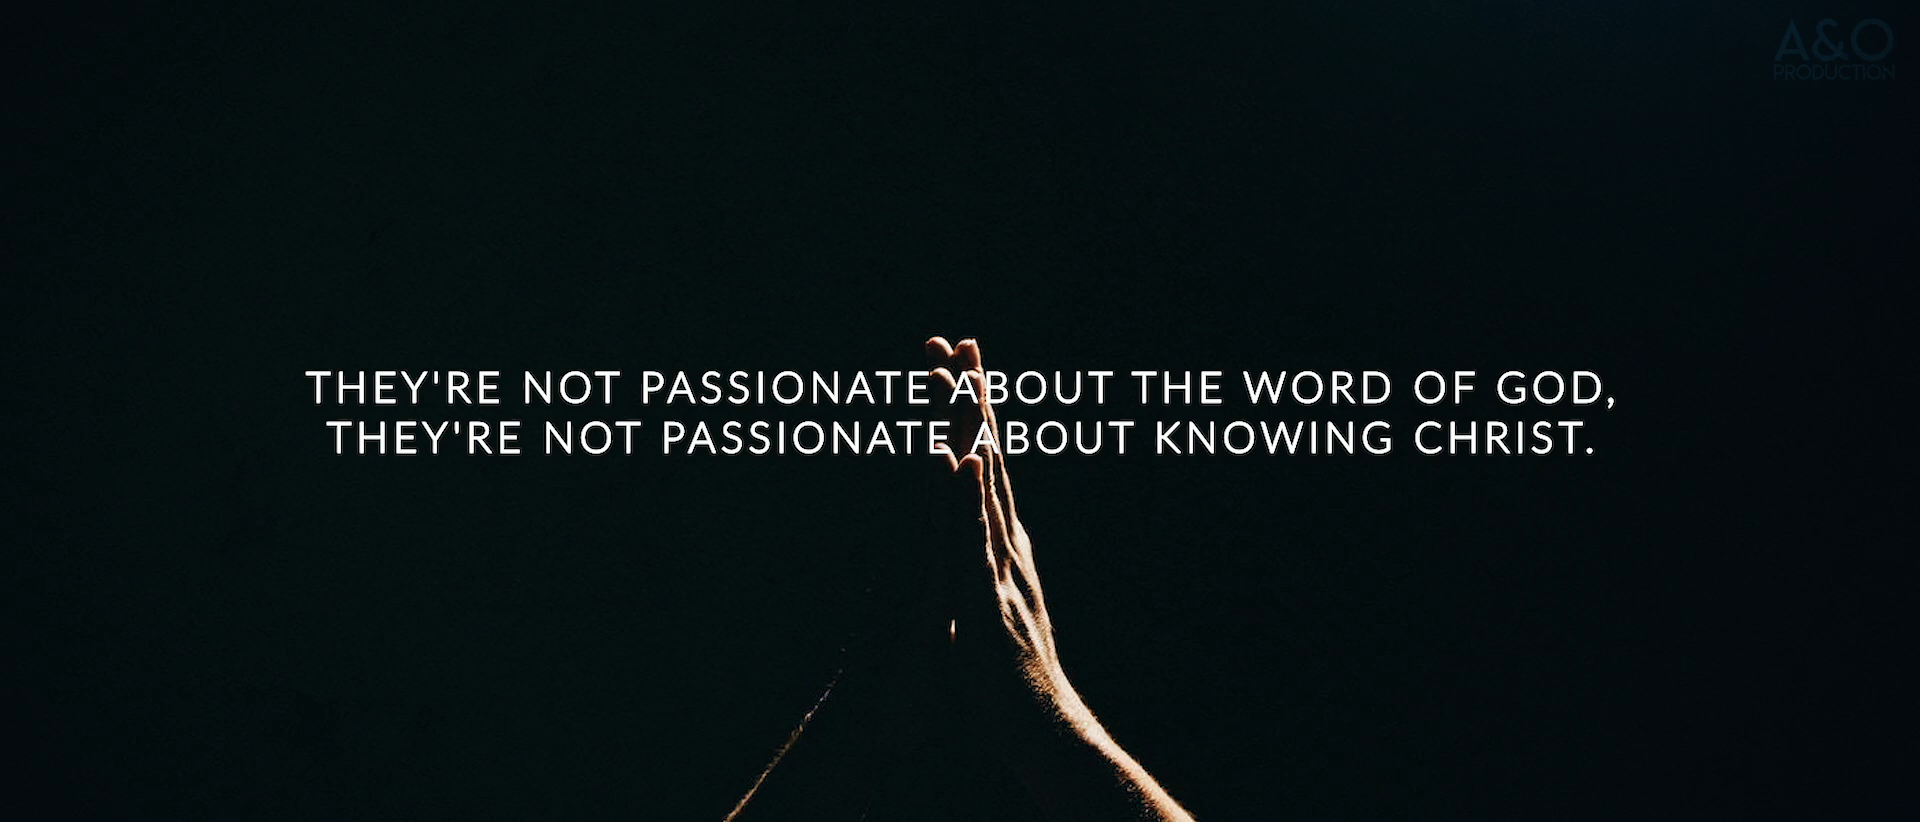 A&O
PRODUCTION
THEY'RE NOT PASSIONATE ABOUT THE WORD OF GOD,
THEY'RE NOT PASSIONATE ABOUT KNOWING CHRIST.